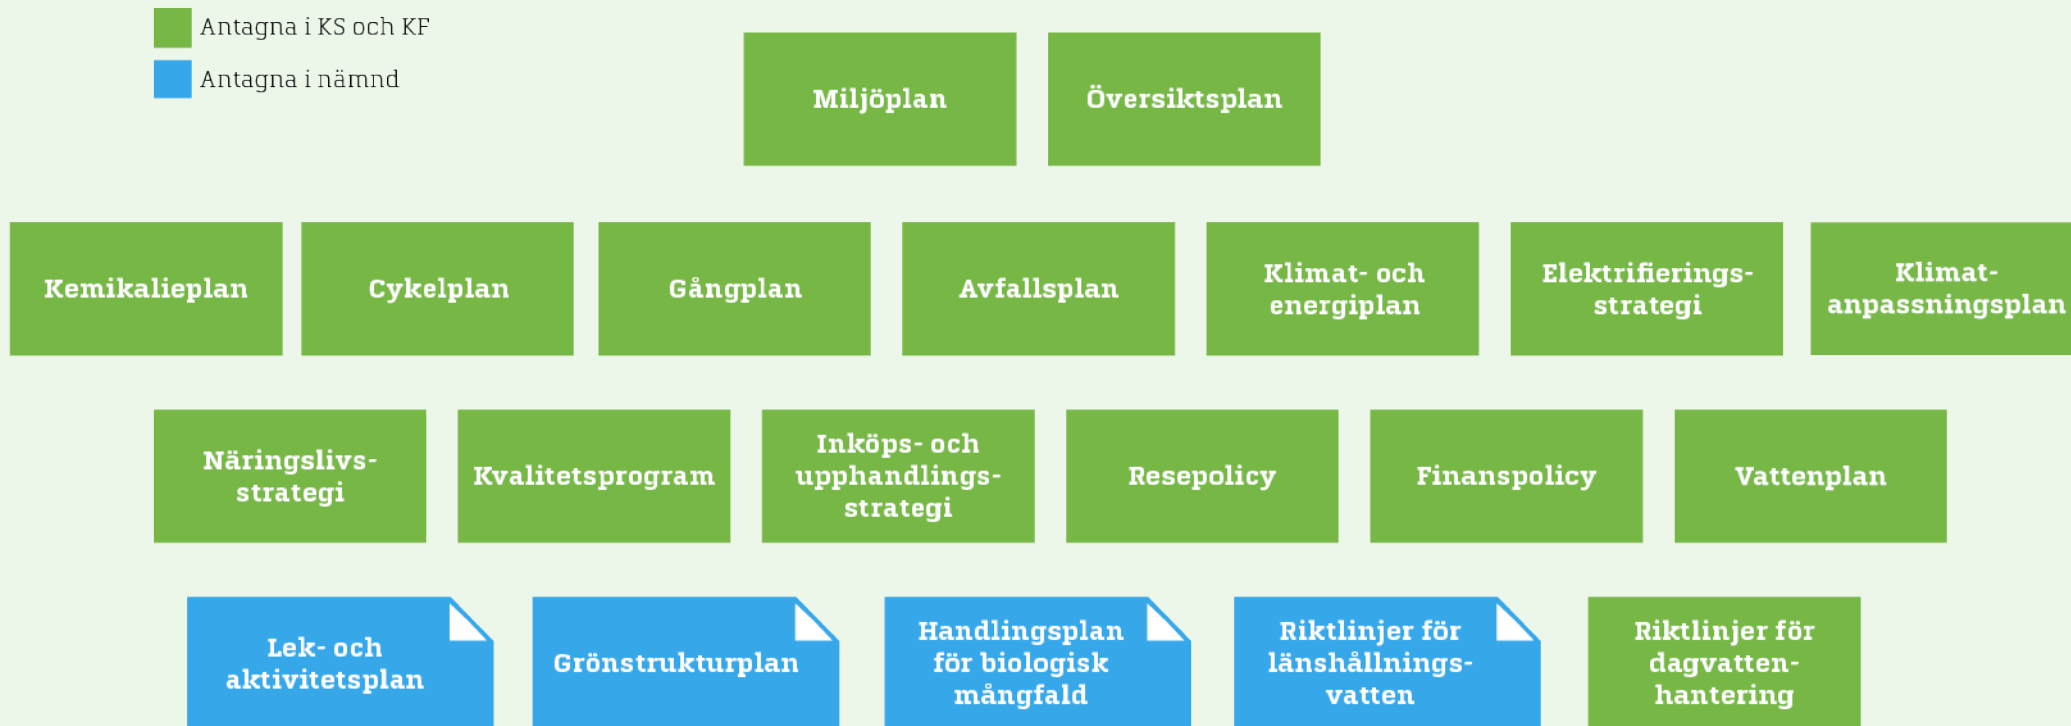 Antagna i KS och KF
Antagna i nämnd
Miljöplan
Översiktsplan
Kemikalieplan
Cykelplan
Gångplan
Avfallsplan
Klimat- och
energiplan
Elektrifierings-
strategi
Klimat-
anpassningsplan
Näringslivs-
strategi
Kvalitetsprogram
Inköps- och
upphandlings-
strategi
Resepolicy
Finanspolicy
Vattenplan
Lek- och
aktivitetsplan
Grönstrukturplan
Handlingsplan
för biologisk
mångfald
Riktlinjer för
länshållnings-
vatten
Riktlinjer för
dagvatten-
hantering